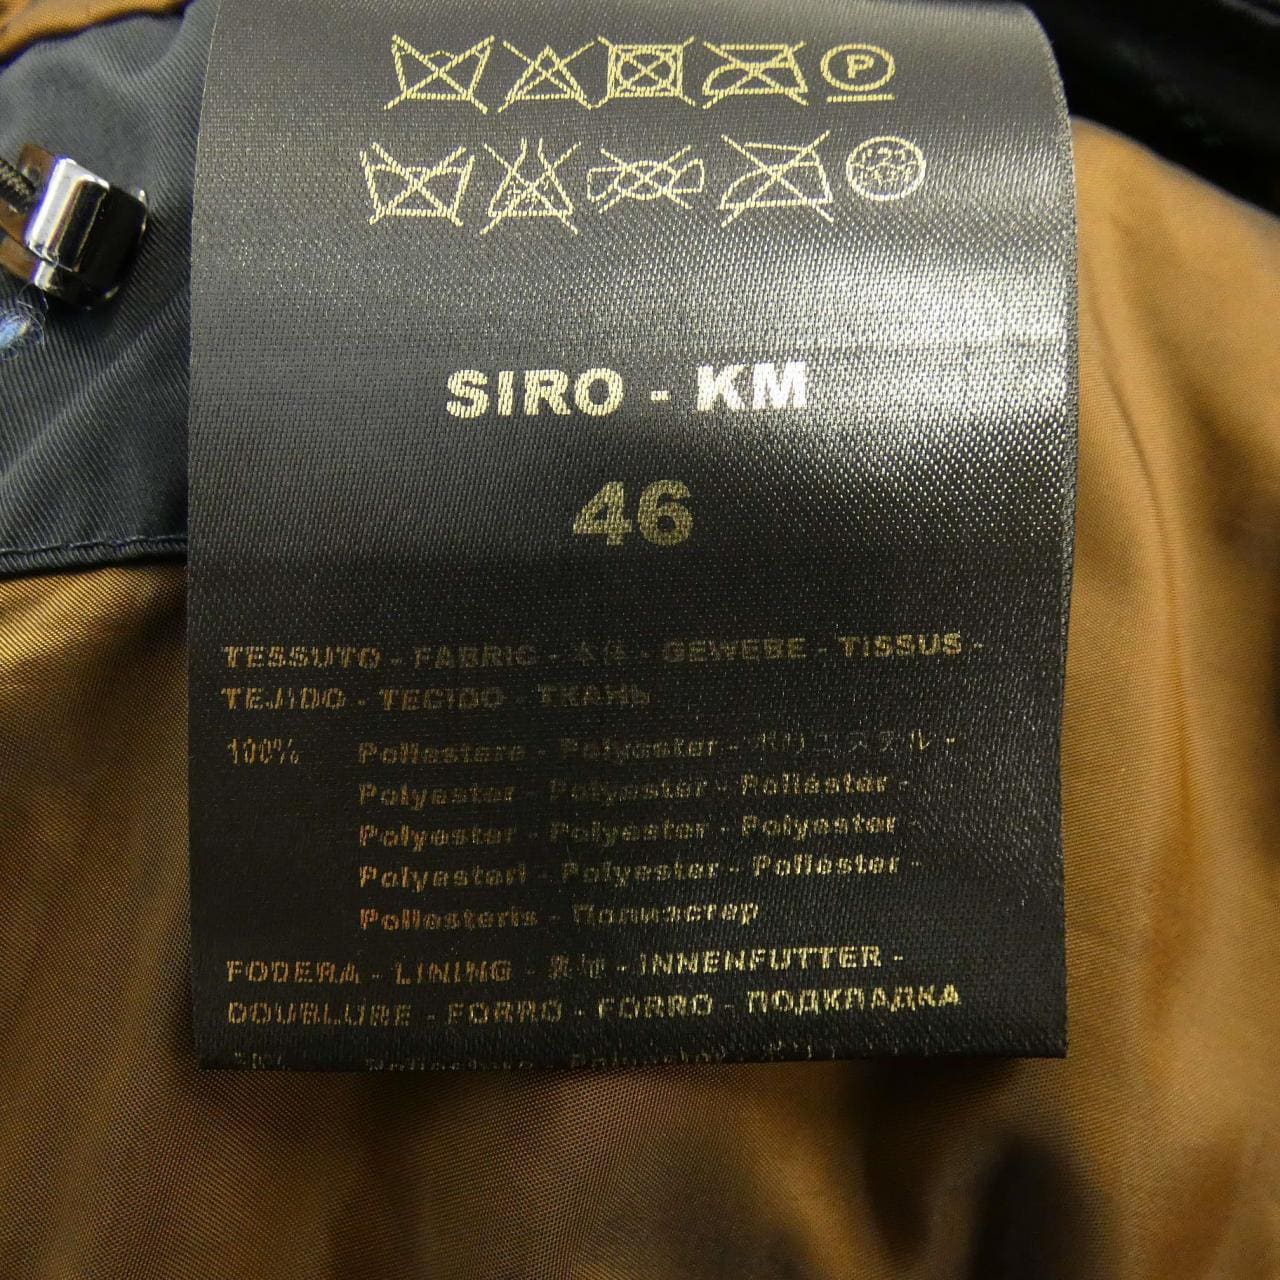 P
SIRO - KM
46
TESSUTO - FABRIC - 本体 - GEWEBE - TISSUS -
TEJIDO - TECIDO - ТКАНЬ
100% Poliestere - Polyester - ポリエステル -
Polyester - Polyester - Poliéster -
Polyester - Polyester - Polyester -
Polyesteri - Polyester - Poliester -
Poliesteris - Полиэстер
FODERA - LINING - 裏地 - INNENFUTTER -
DOUBLURE - FORRO - FORRO - ПОДКЛАДКА